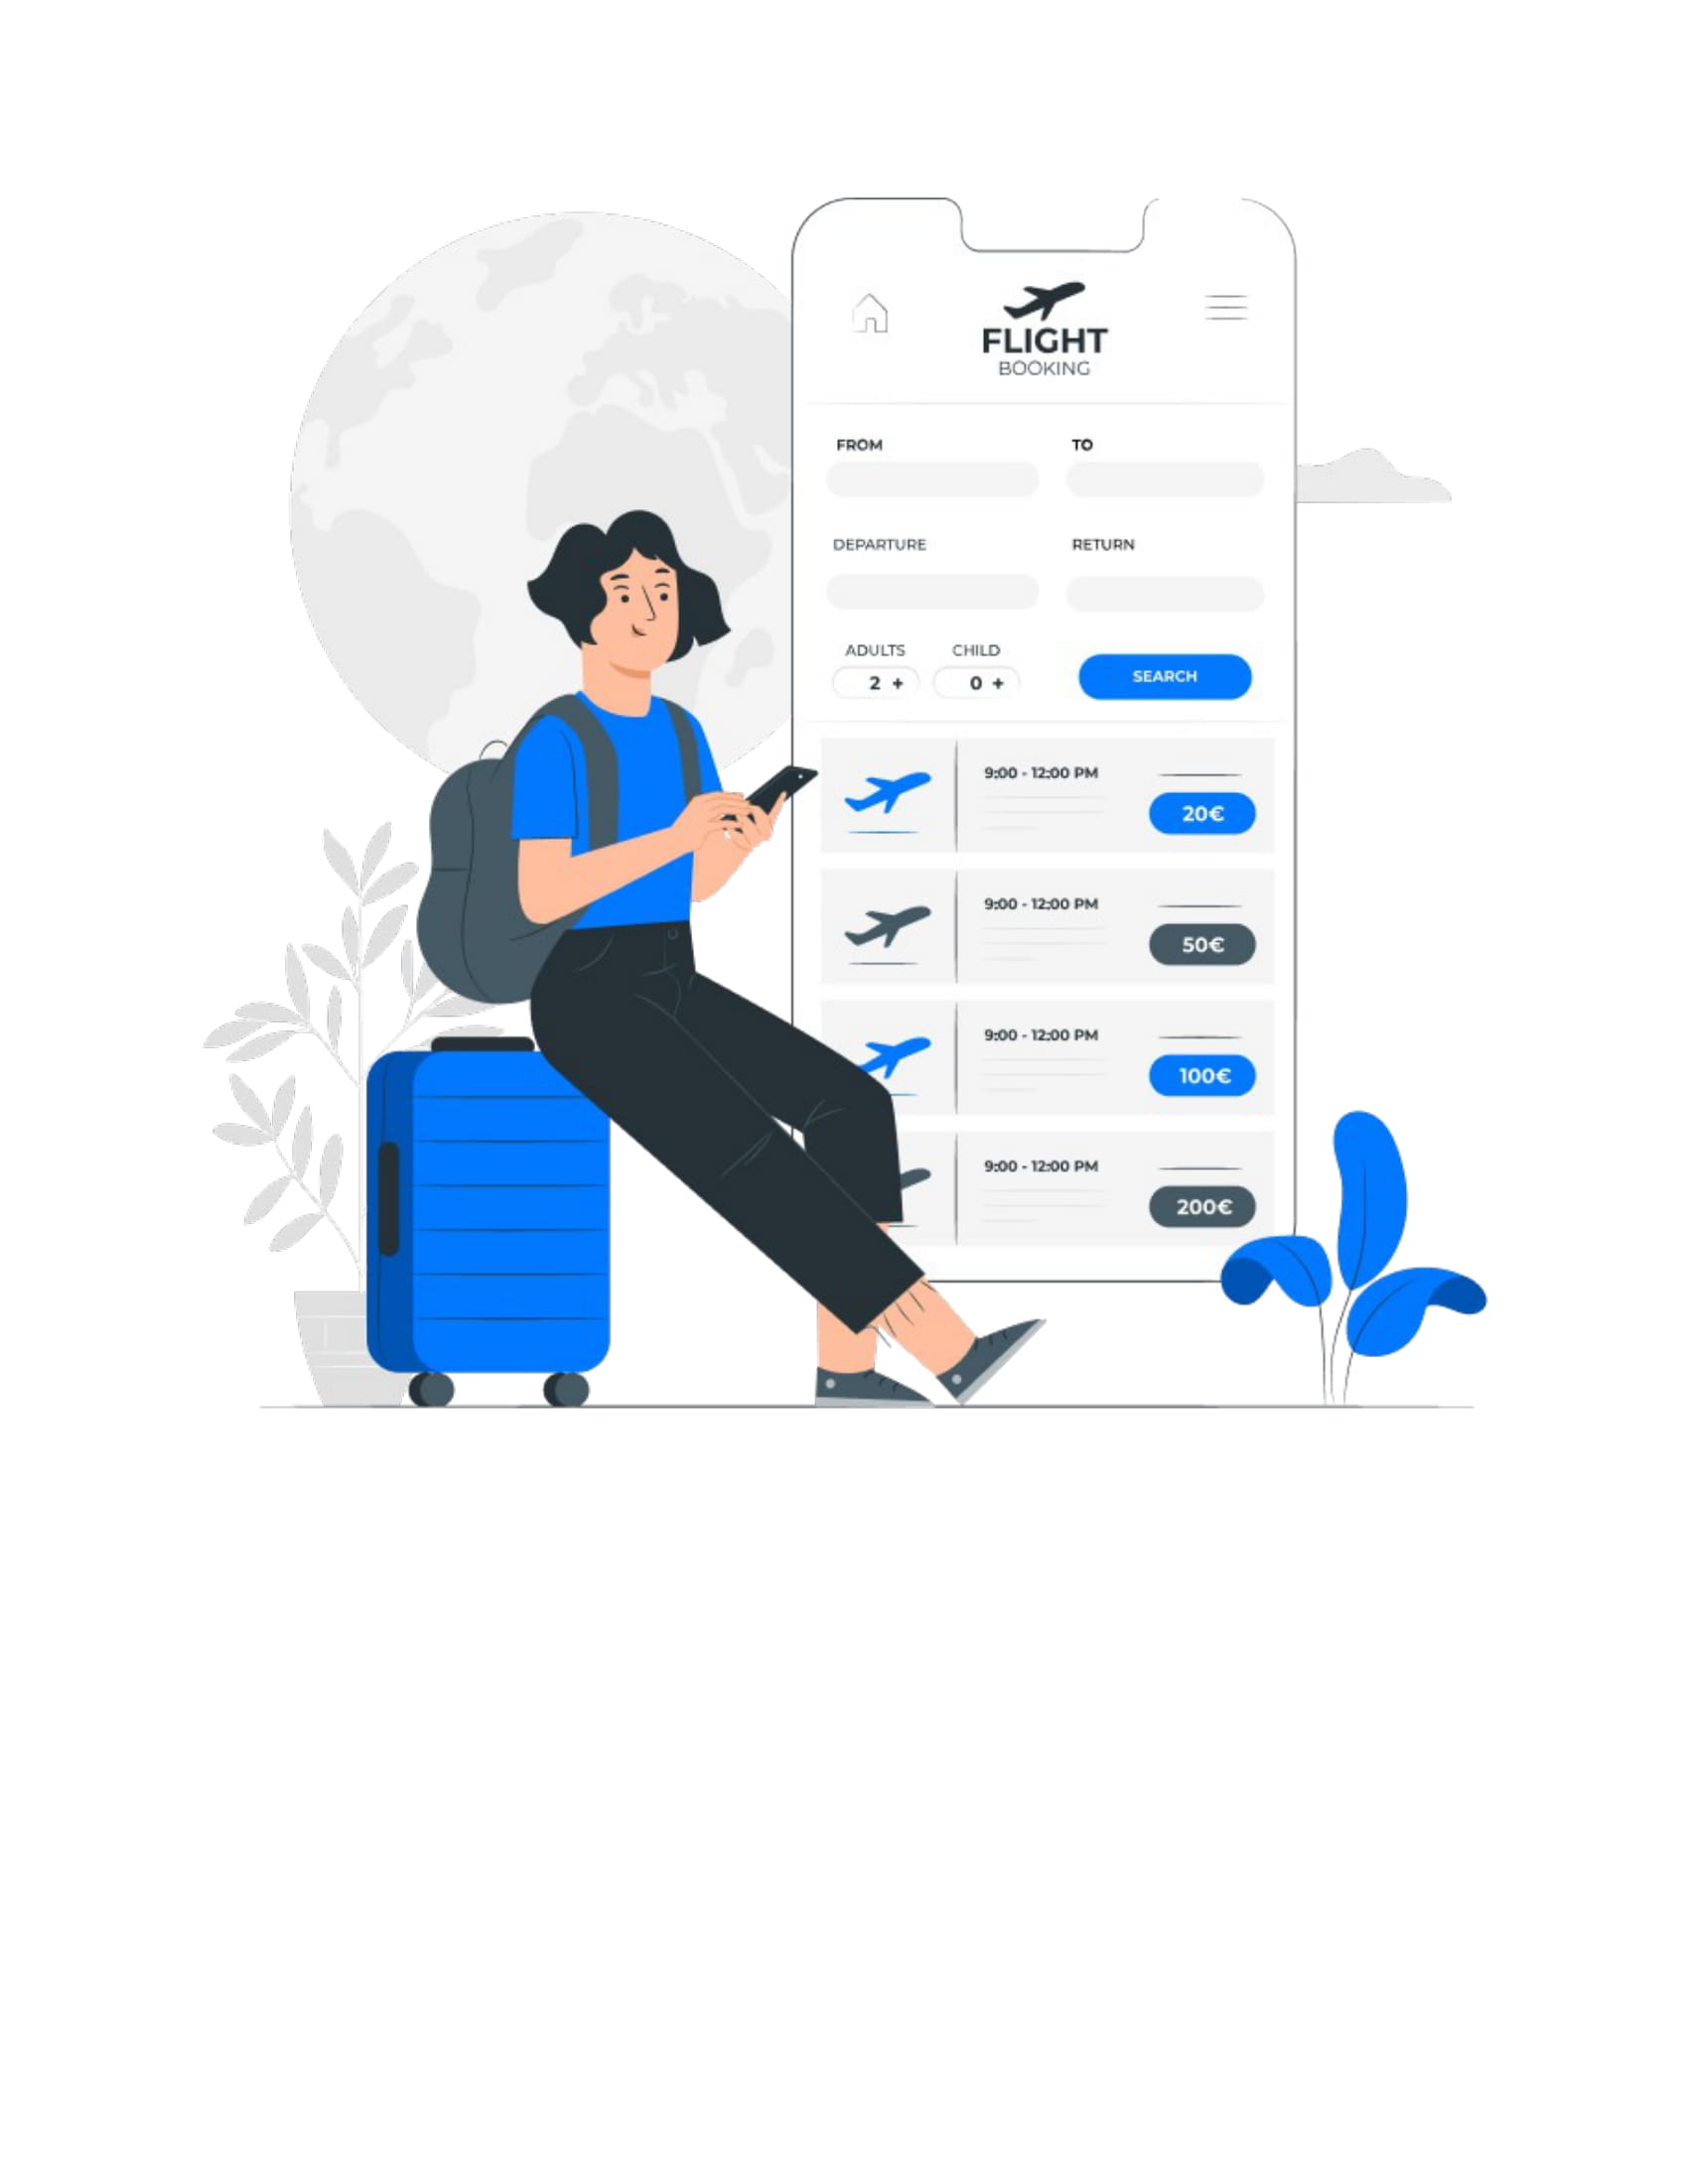 FLIGHT
BOOKING
FROM TO
DEPARTURE RETURN
ADULTS CHILD
2 + 0 + SEARCH
9:00 - 12:00 PM
20€
9:00 - 12:00 PM
50€
9:00 - 12:00 PM
100€
9:00 - 12:00 PM
200€